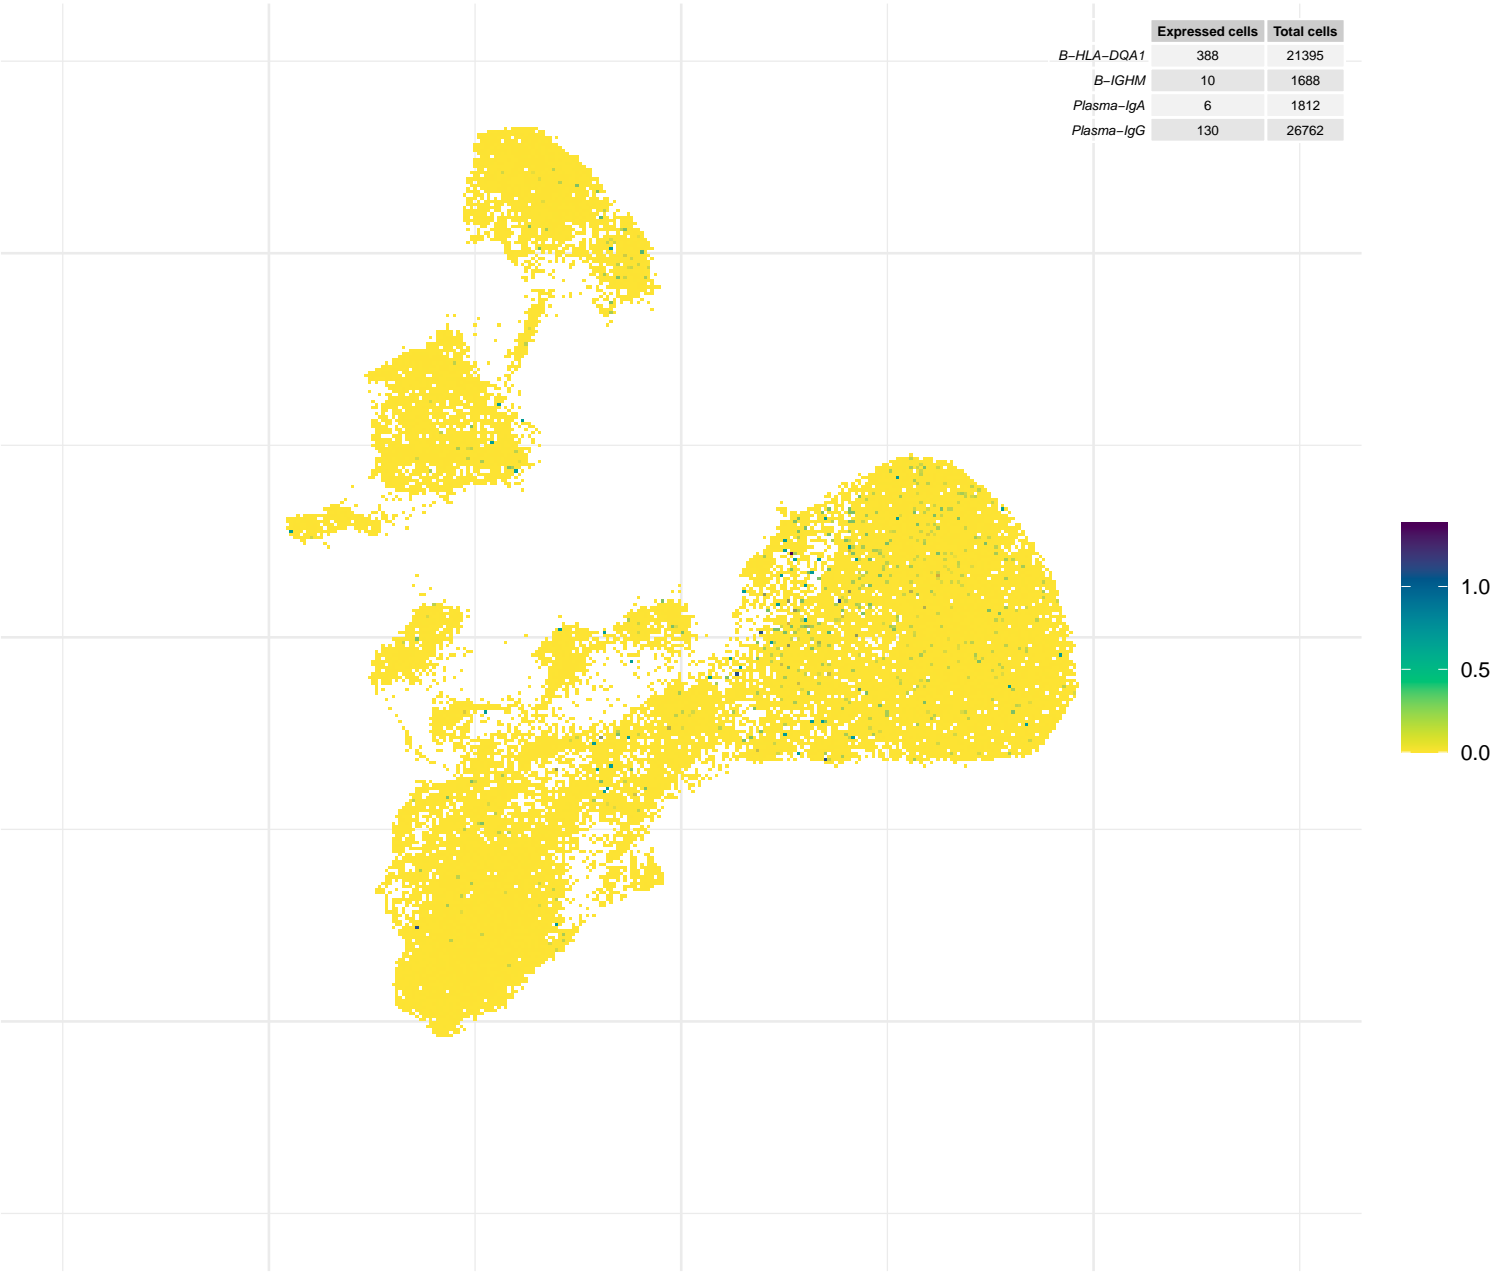 Expressed cells Total cells
B−HLA−DQA1 388 21395
B−IGHM 10 1688
Plasma−IgA 6 1812
Plasma−IgG 130 26762
1.0
0.5
0.0